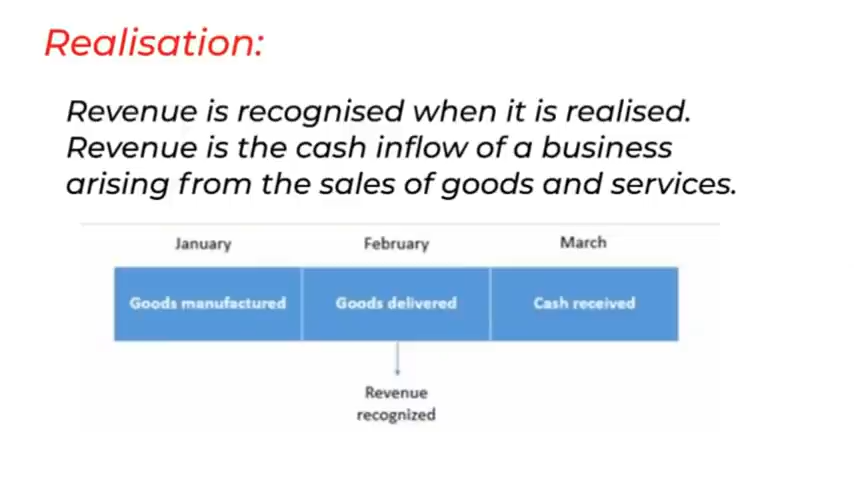 Realisation:
Revenue is recognised when it is realised.
Revenue is the cash inflow of a business
arising from the sales of goods and services.
January February March
Goods manufactured Goods delivered Cash received
Revenue
recognized